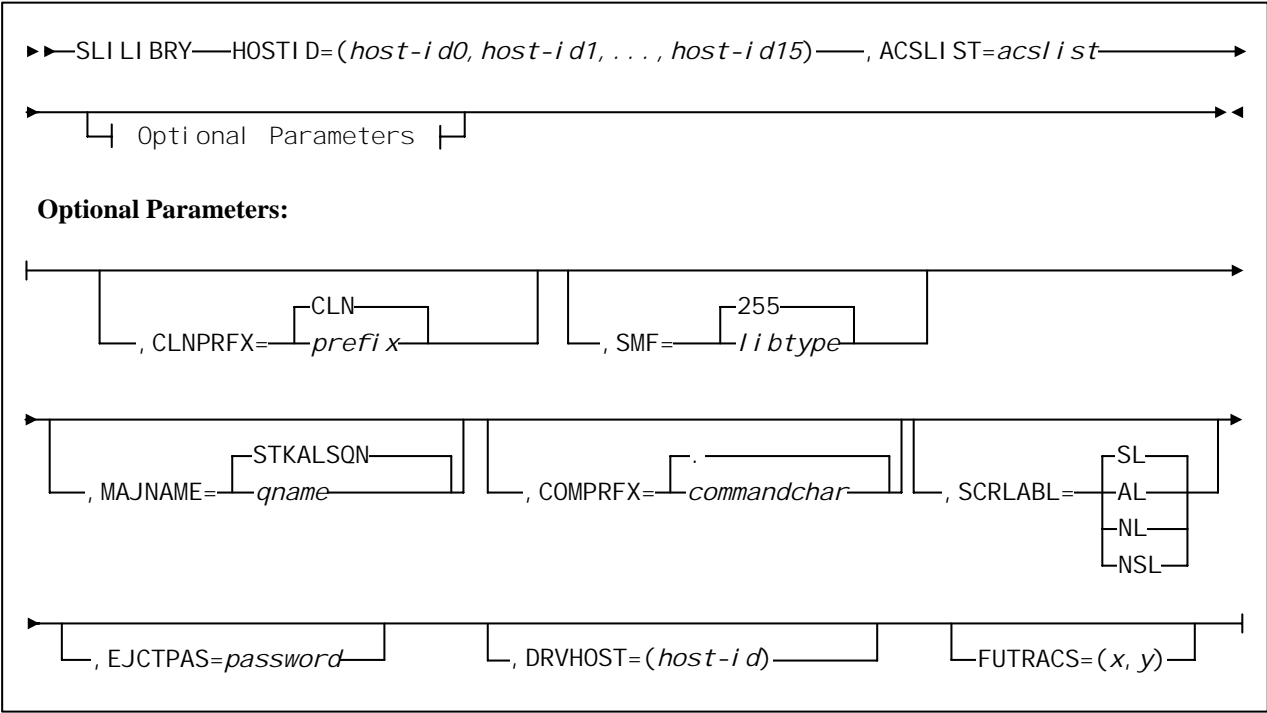 SLILIBRY HOSTID=(host-id0,host-id1,...,host-id15) ,ACSLIST=acslist
Optional Parameters
Optional Parameters:
CLN 255
,CLNPRFX= prefix ,SMF= libtype
STKALSQN . SL
,MAJNAME= qname ,COMPRFX= commandchar ,SCRLABL= AL
NL
NSL
,EJCTPAS=password ,DRVHOST=(host-id) FUTRACS=(x,y)